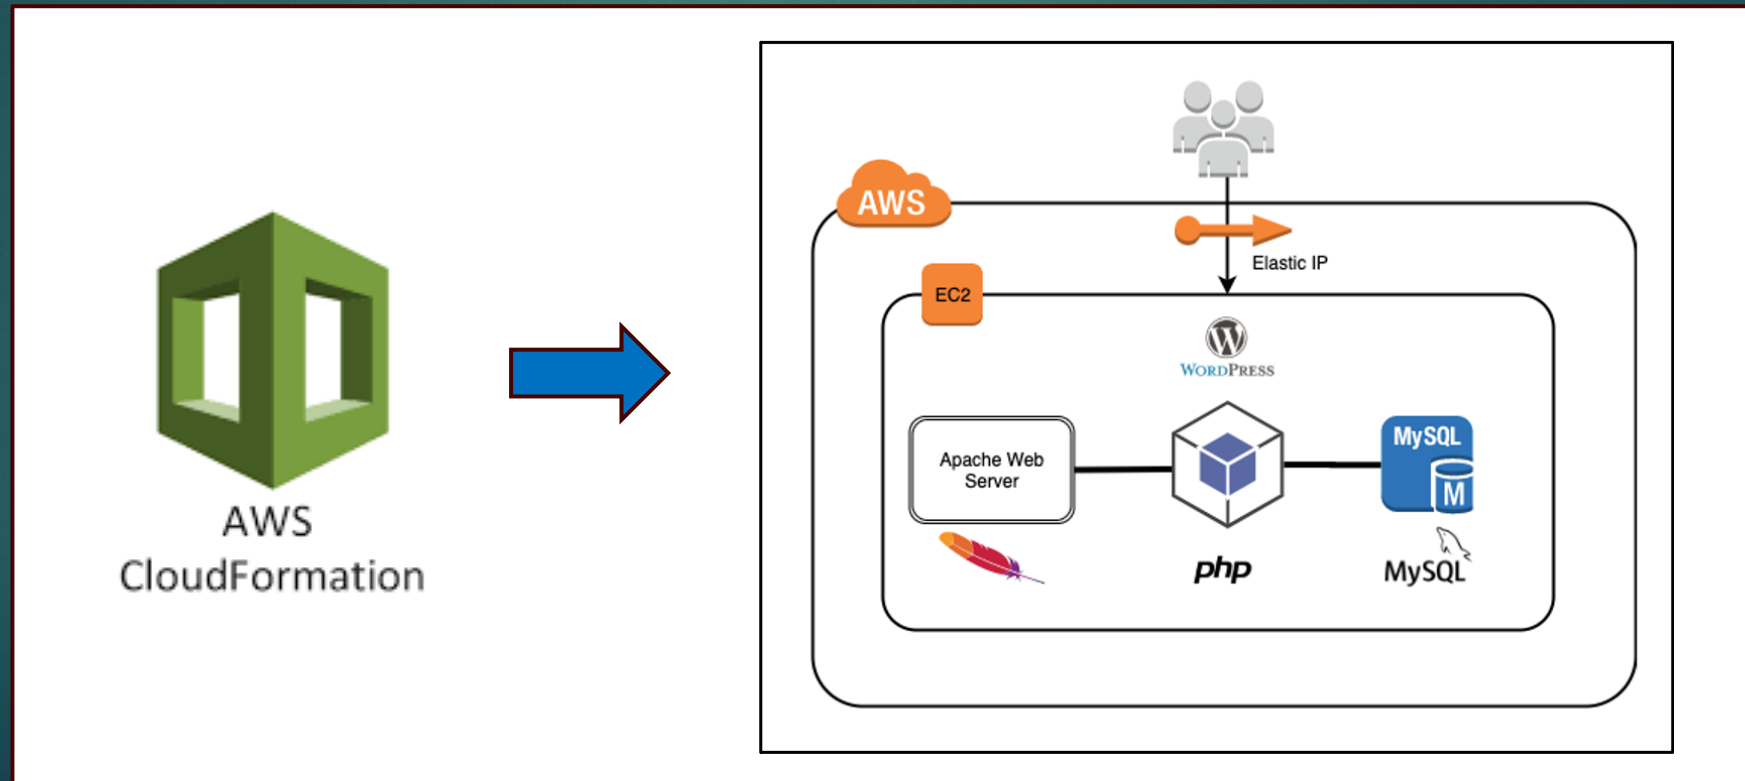 AWS
CloudFormation
AWS
Elastic IP
EC2
W
WORDPRESS
Apache Web
Server
MySQL
M
php
MySQL